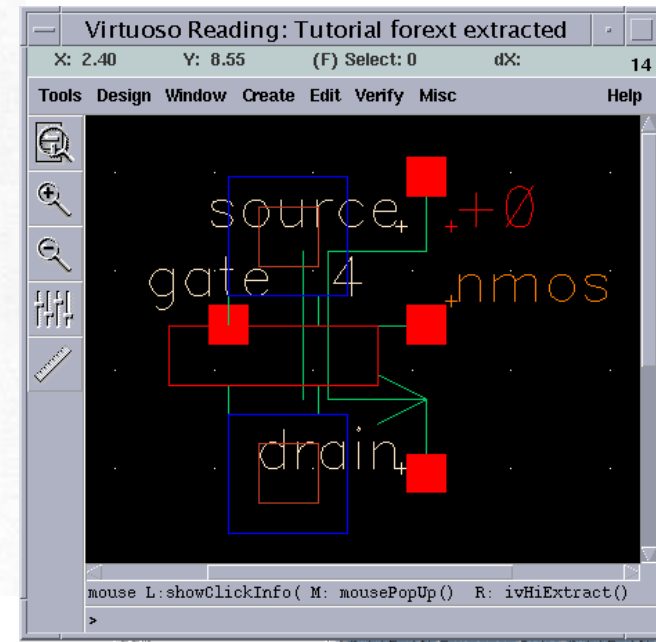 Virtuoso Reading: Tutorial forext extracted
X: 2.40 Y: 8.55 (F) Select: 0 dX: 14
Tools Design Window Create Edit Verify Misc Help
source +0
gate 4 nmos
drain
mouse L:showClickInfo( M: mousePopUp() R: ivHiExtract()
>